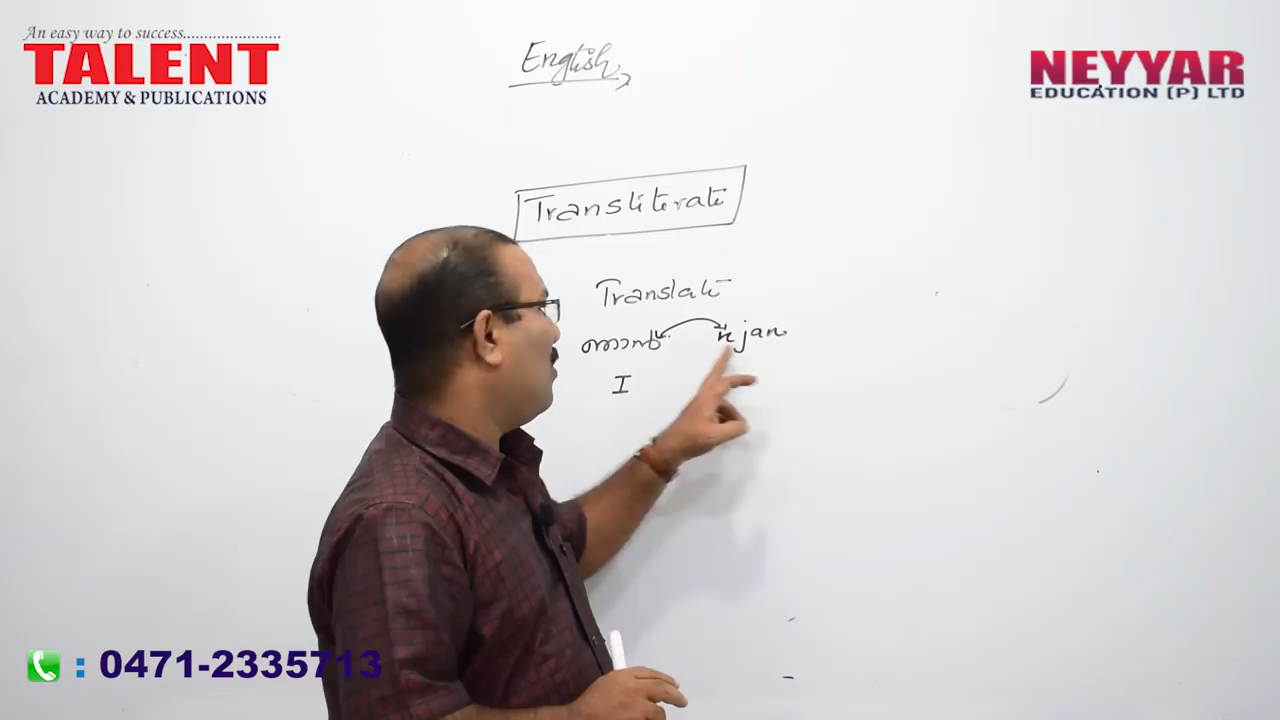 An easy way to success........................
TALENT
ACADEMY & PUBLICATIONS
English
NEYYAR
EDUCATION (P) LTD
Transliterate
Translate
ഞാൻ njan
I
: 0471-2335713